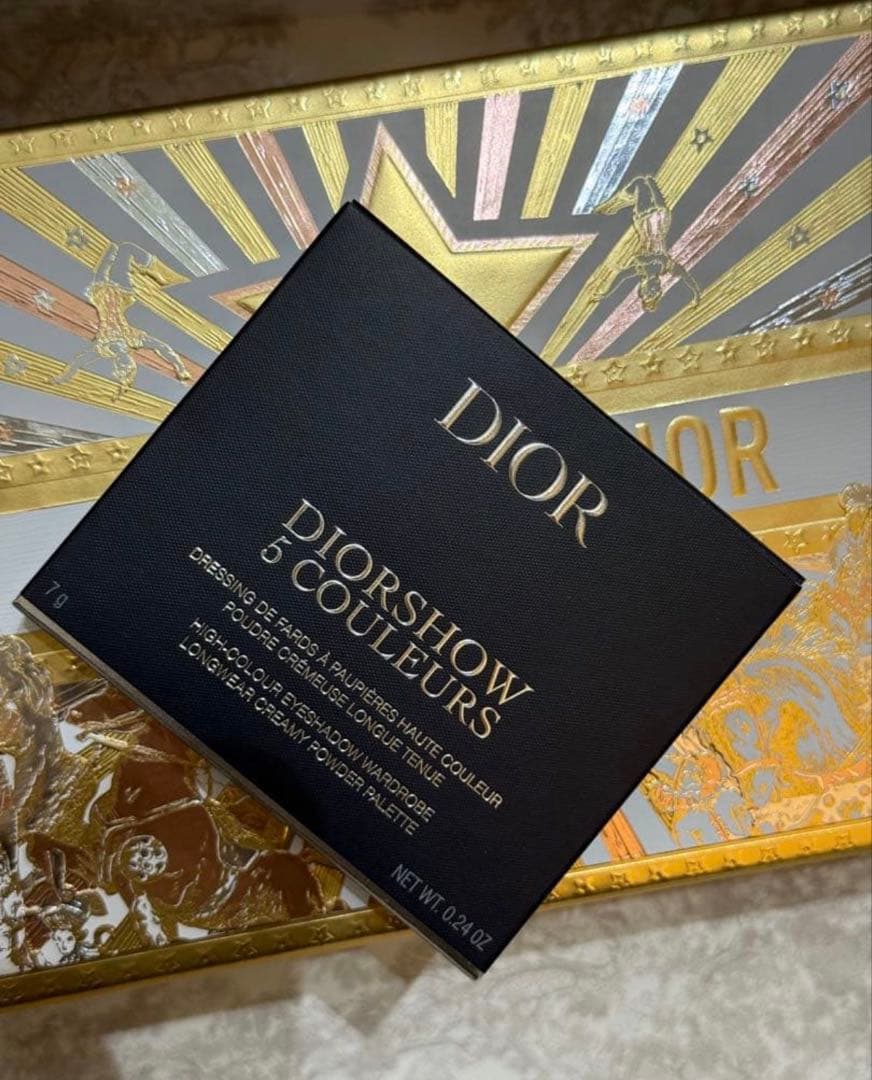 DIOR
DIORSHOW
5 COULEURS
DRESSING DE FARDS À PAUPIÈRES HAUTE COULEUR
POUDRE CRÉMEUSE LONGUE TENUE
HIGH-COLOUR EYESHADOW WARDROBE
LONGWEAR CREAMY POWDER PALETTE
7 g
NET WT. 0.24 OZ